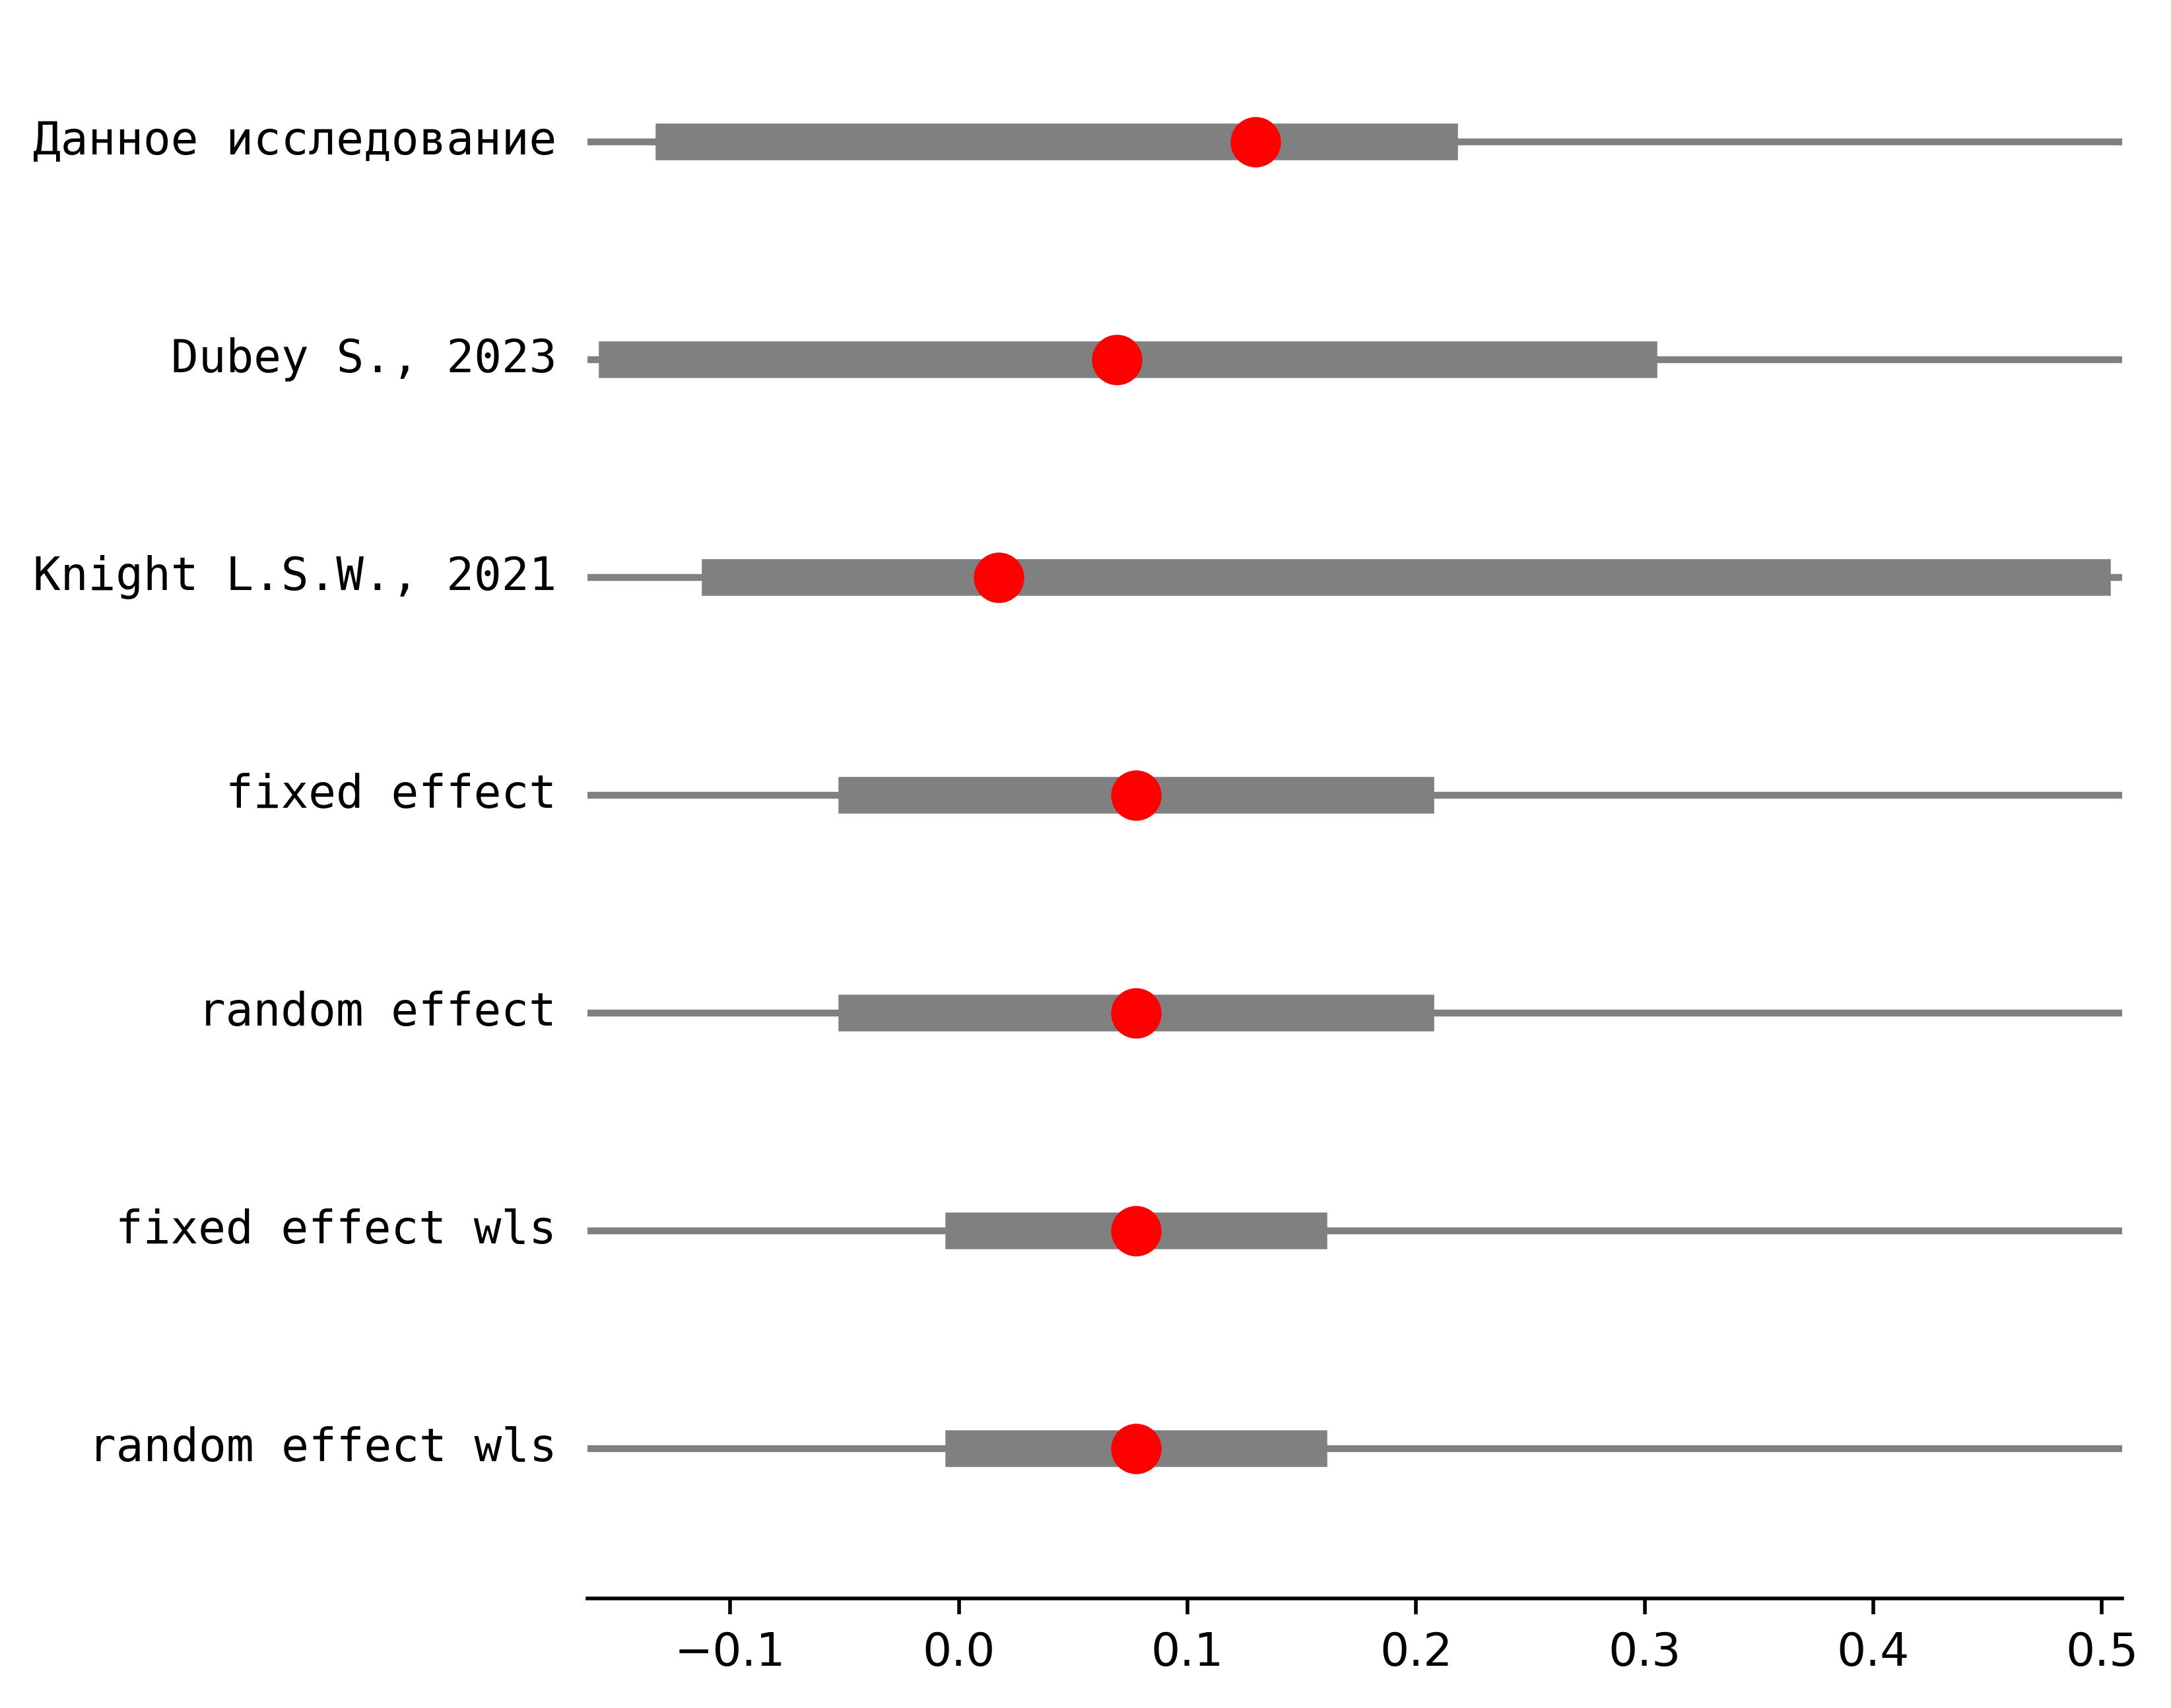 Данное исследование
Dubey S., 2023
Knight L.S.W., 2021
fixed effect
random effect
fixed effect wls
random effect wls
−0.1 0.0 0.1 0.2 0.3 0.4 0.5